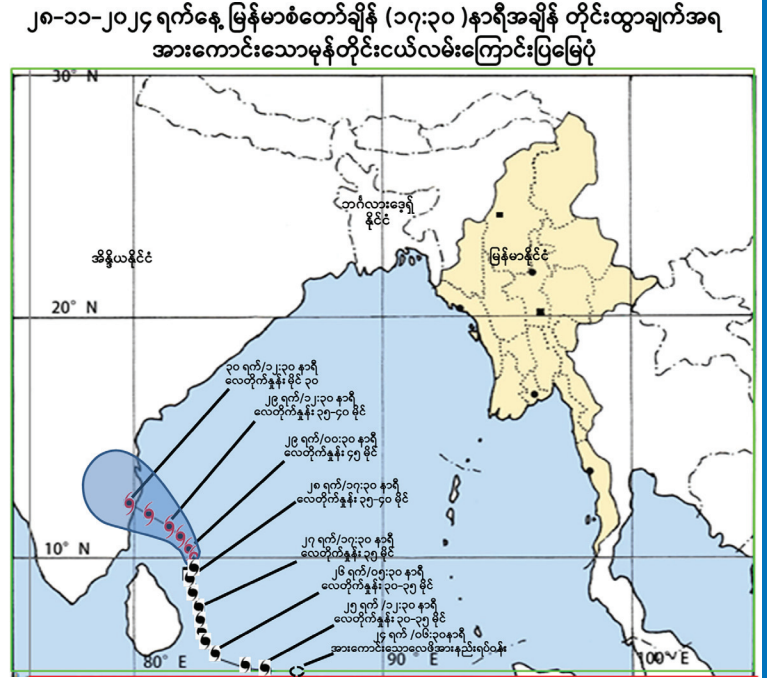 ၂၈-၁၁-၂၀၂၄ ရက်နေ့ မြန်မာစံတော်ချိန် (၁၇:၃၀ )နာရီအချိန် တိုင်းထွာချက်အရ
အားကောင်းသောမုန်တိုင်းငယ်လမ်းကြောင်းပြမြေပုံ
30° N
ဘင်္ဂလားဒေ့ရှ်
နိုင်ငံ
အိန္ဒိယနိုင်ငံ
မြန်မာနိုင်ငံ
20° N
၃၀ ရက်/၁၂:၃၀ နာရီ
လေတိုက်နှုန်း မိုင် ၃၀
၂၉ ရက်/၁၂:၃၀ နာရီ
လေတိုက်နှုန်း ၃၅-၄၀ မိုင်
၂၉ ရက်/၀၀:၃၀ နာရီ
လေတိုက်နှုန်း ၄၅ မိုင်
၂၈ ရက်/၁၇:၃၀ နာရီ
လေတိုက်နှုန်း ၃၅-၄၀ မိုင်
၂၇ ရက်/၁၇:၃၀ နာရီ
လေတိုက်နှုန်း ၃၅ မိုင်
10° N
၂၆ ရက်/၀၅:၃၀ နာရီ
လေတိုက်နှုန်း ၃၀-၃၅ မိုင်
၂၅ ရက် /၁၂:၃၀ နာရီ
လေတိုက်နှုန်း ၃၀-၃၅ မိုင်
၂၄ ရက် /၀၆:၃၀နာရီ
အားကောင်းသောလေဖိအားနည်းရပ်ဝန်း
80° E
90 E
100° E